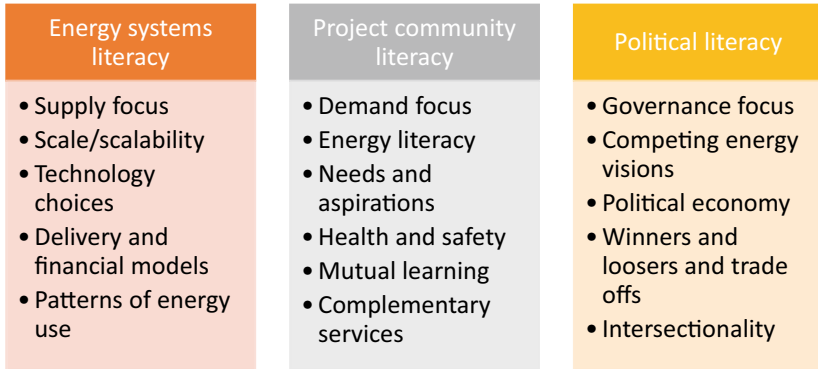 Energy systems
literacy
• Supply focus
• Scale/scalability
• Technology
choices
• Delivery and
financial models
• Patterns of energy
use
Project community
literacy
• Demand focus
• Energy literacy
• Needs and
aspirations
• Health and safety
• Mutual learning
• Complementary
services
Political literacy
• Governance focus
• Competing energy
visions
• Political economy
• Winners and
loosers and trade
offs
• Intersectionality